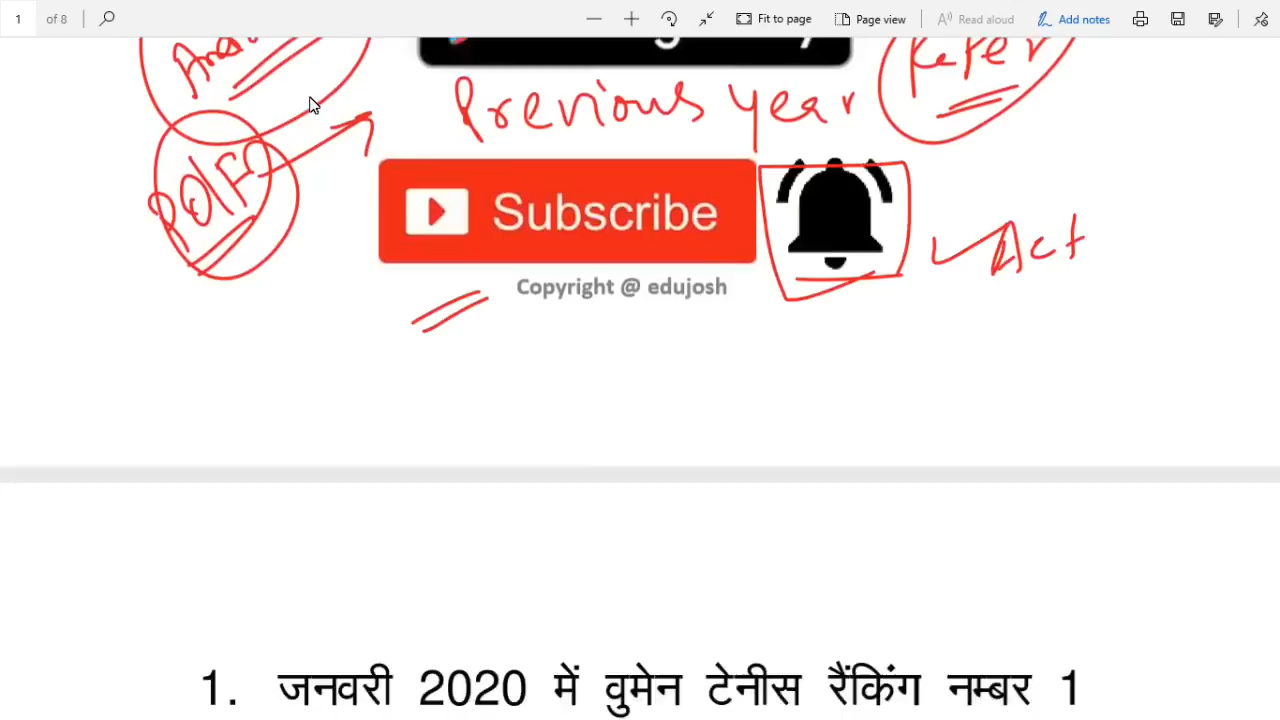 1 of 8 Fit to page Page view Read aloud Add notes
Previous year
Subscribe
Act
Copyright @ edujosh
1. जनवरी 2020 में वुमेन टेनीस रैंकिंग नम्बर 1